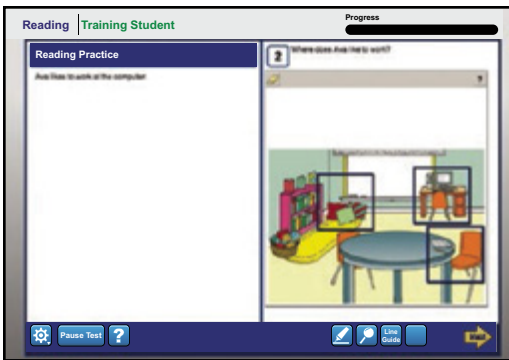 Reading Training Student
Progress
Reading Practice
2 Where does Ava like to work?
Ava likes to work at the computer.
?
Pause Test ?
Line
Guide